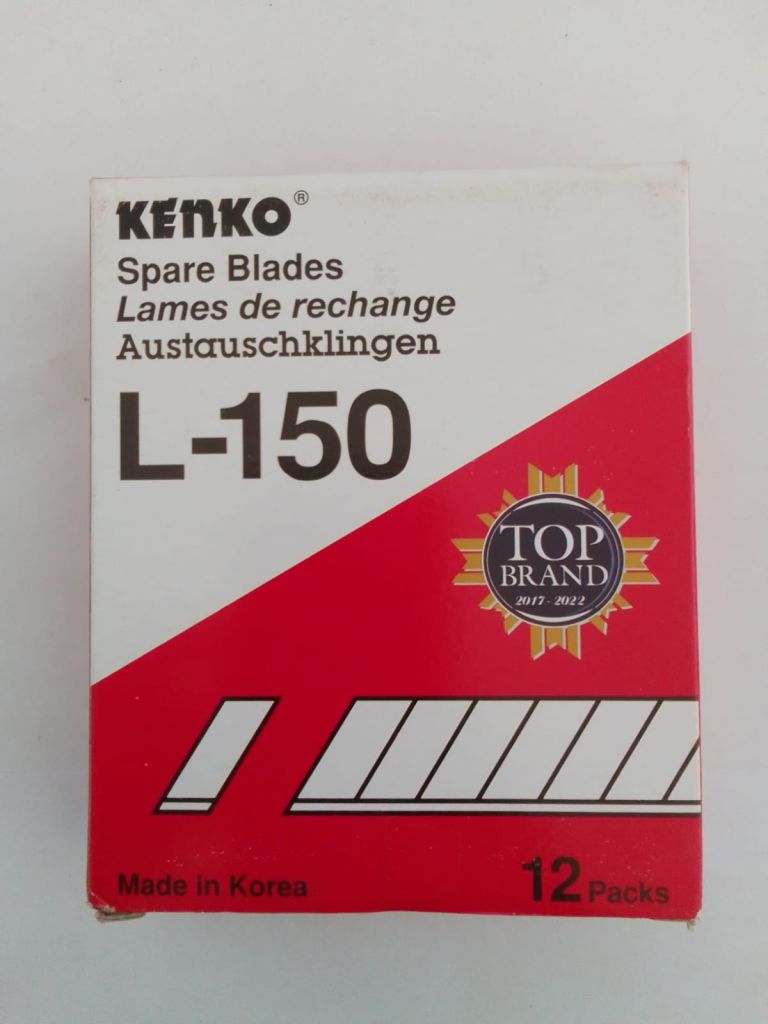 KENKO®
Spare Blades
Lames de rechange
Austauschklingen
L-150
TOP
BRAND
2017 - 2022
Made in Korea
12 Packs